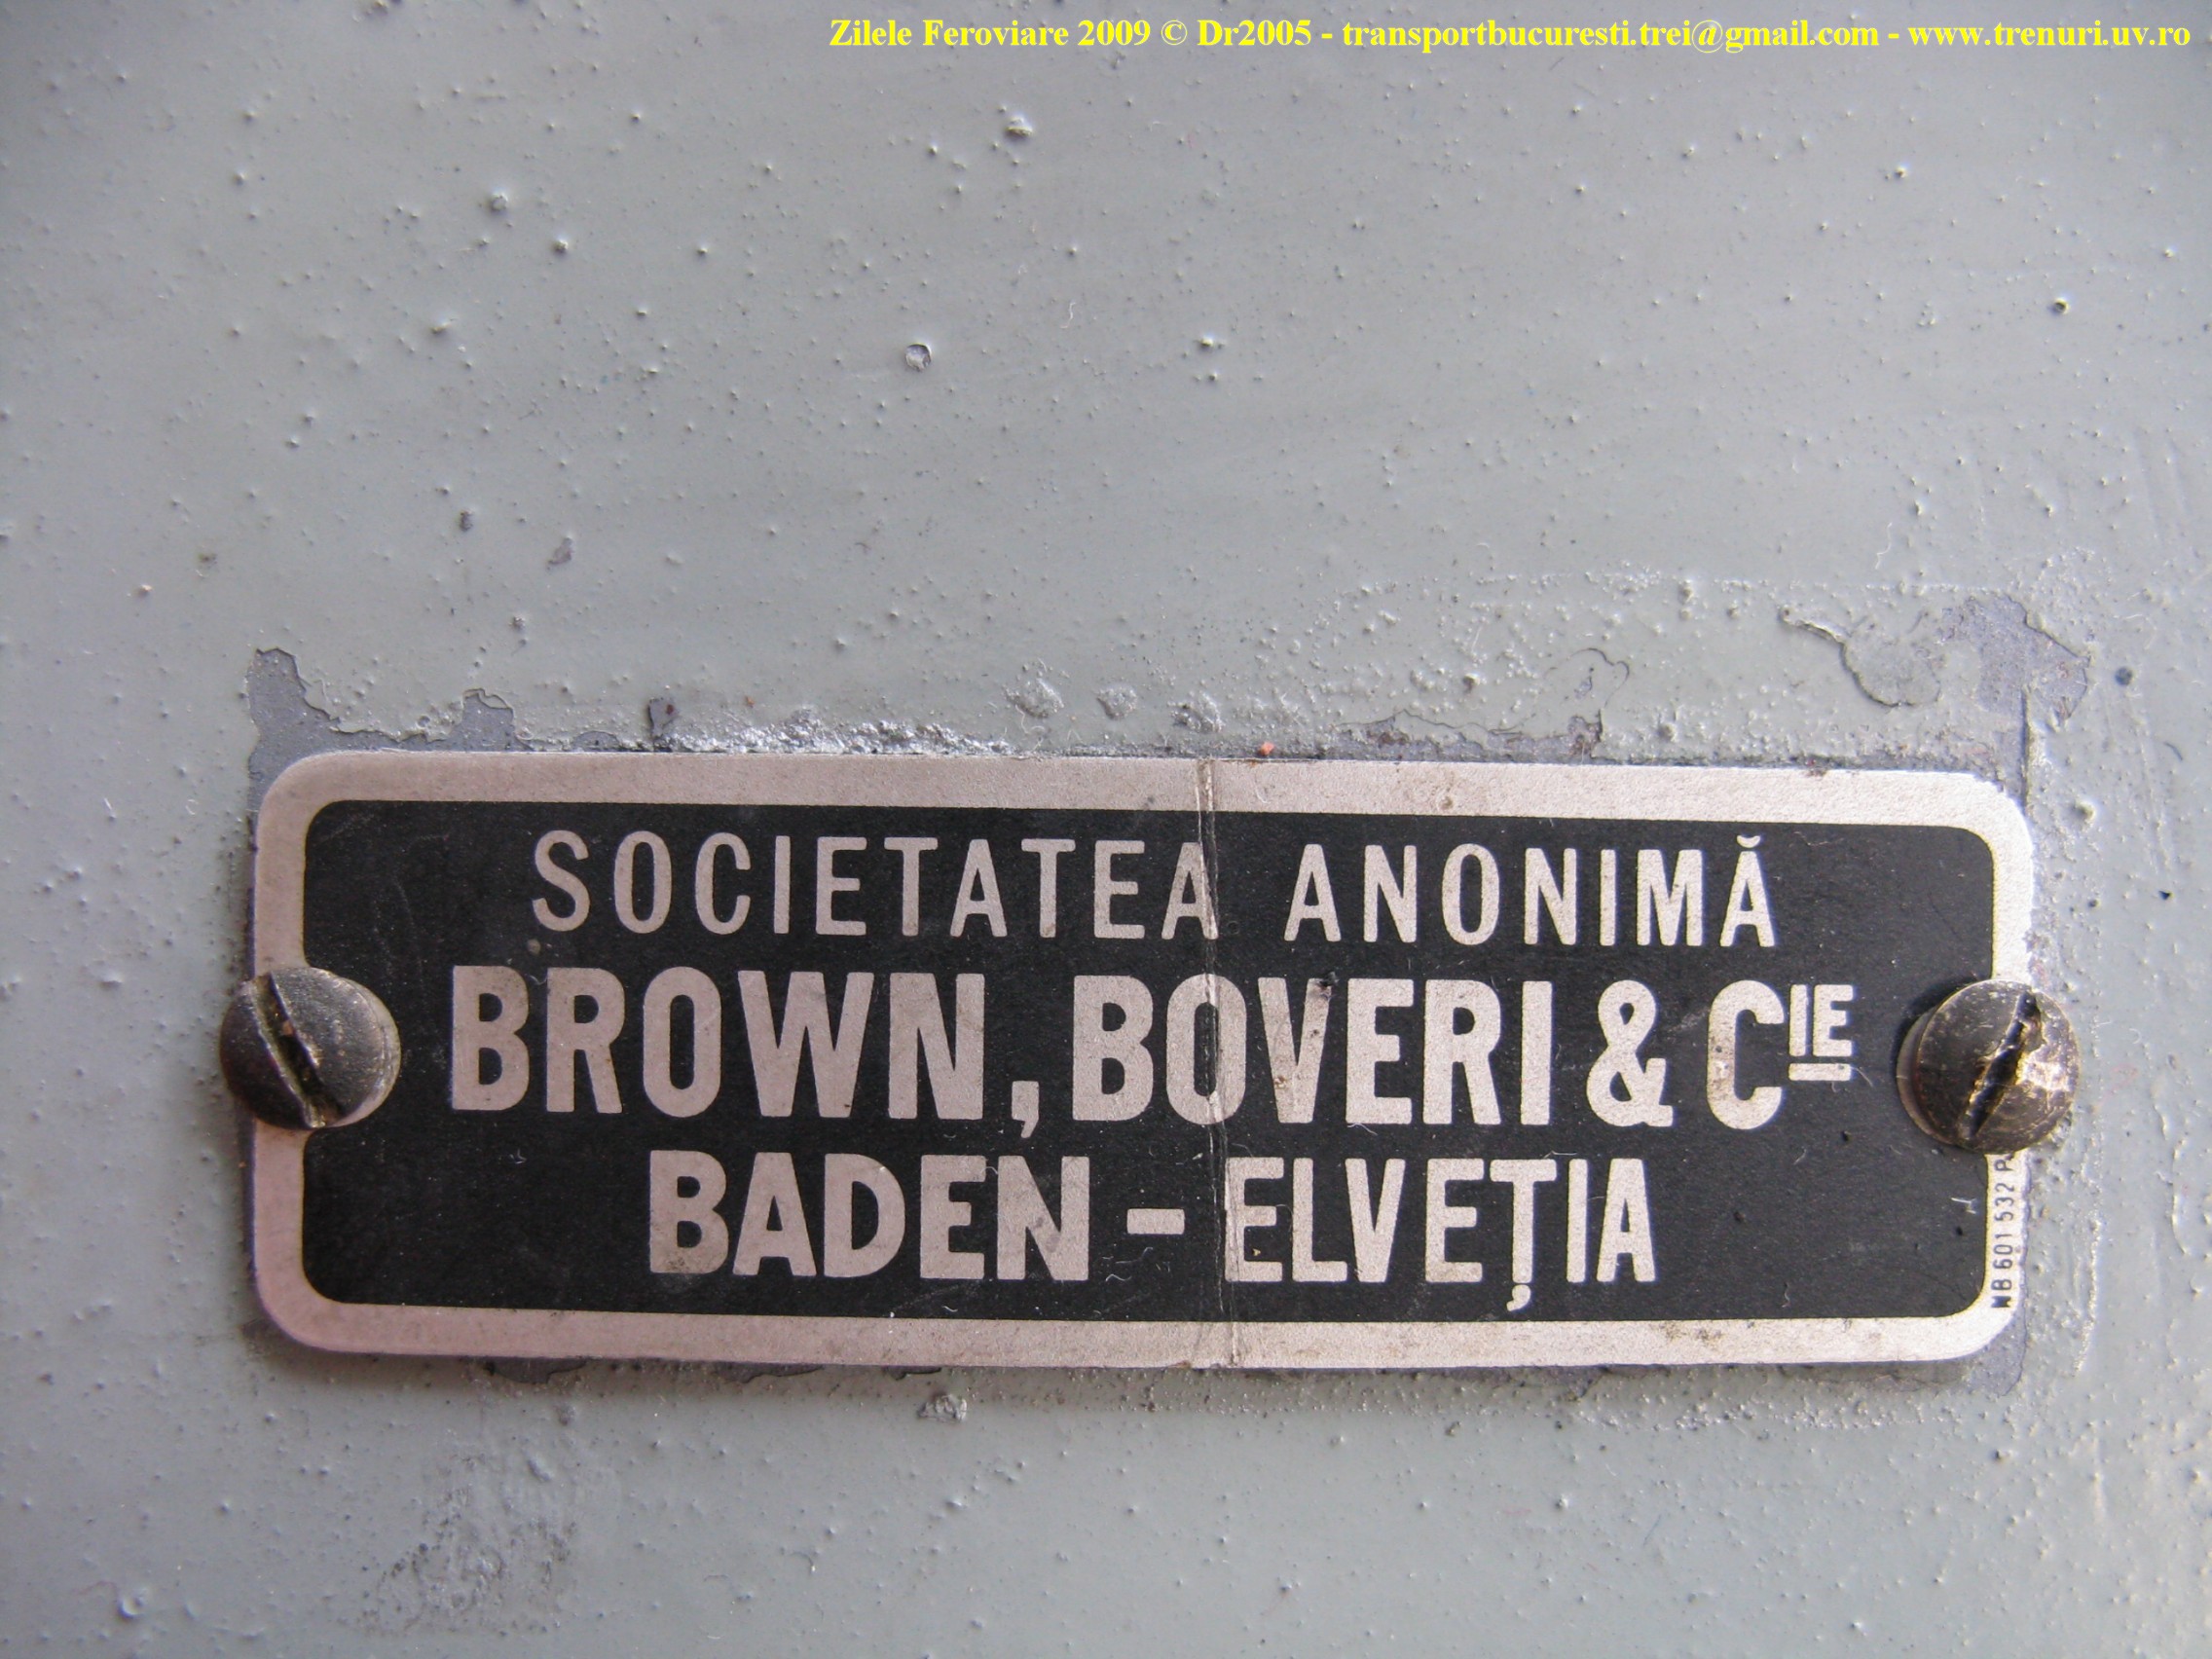 Zilele Feroviare 2009 © Dr2005 - transportbucuresti.trei@gmail.com - www.trenuri.uv.ro
SOCIETATEA ANONIMĂ
BROWN, BOVERI & CIE
BADEN - ELVEȚIA
601 532 P